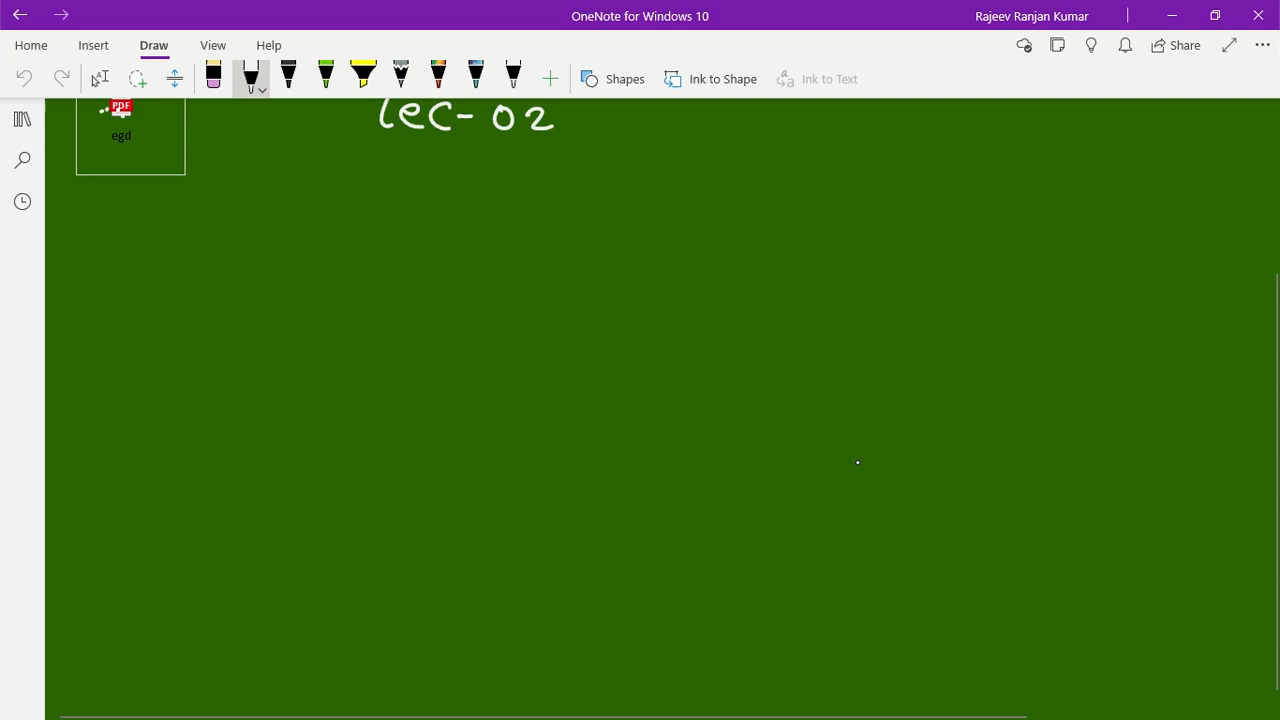 OneNote for Windows 10
Rajeev Ranjan Kumar
Home Insert Draw View Help
Share
Shapes Ink to Shape Ink to Text
PDF
egd
lec-02